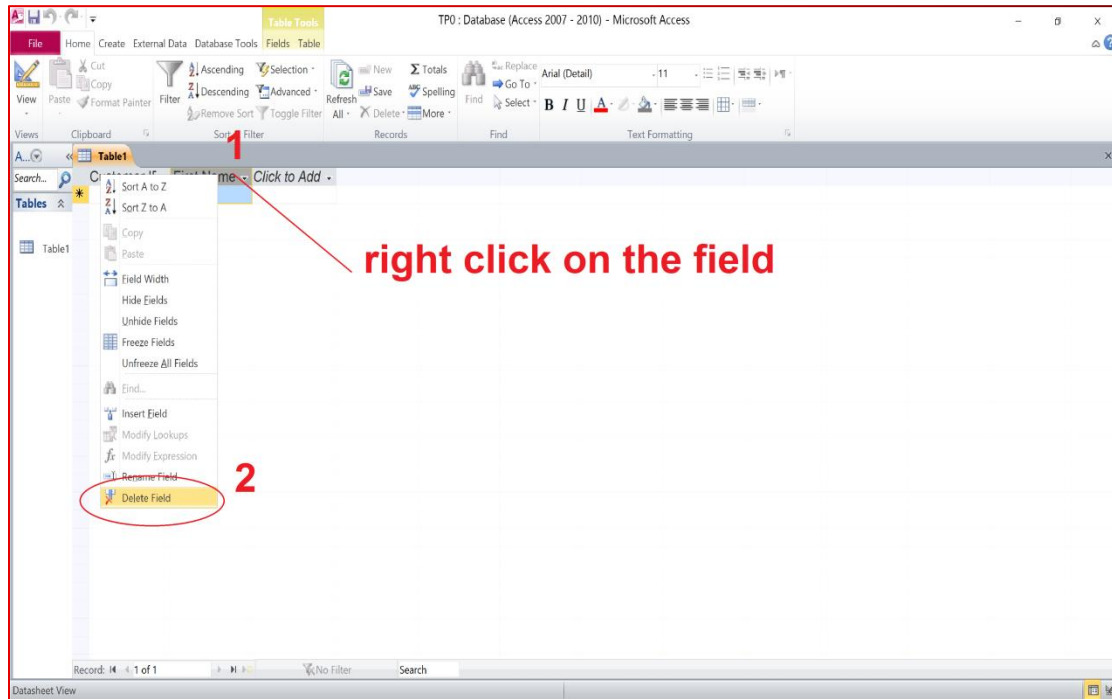 Table Tools
TP0 : Database (Access 2007 - 2010) - Microsoft Access
File Home Create External Data Database Tools Fields Table
View
Views
Paste
Cut
Copy
Format Painter
Clipboard
Filter
Ascending
Descending
Remove Sort
Selection
Advanced
Toggle Filter
Sort & Filter
Refresh All
New
Save
Delete
Totals
Spelling
More
Records
Find
Replace
Go To
Select
Find
Arial (Detail) 11
B I U A
Text Formatting
A...
Table1
1
Search...
Click to Add
Tables
Table1
Sort A to Z
Sort Z to A
Copy
Paste
Field Width
Hide Fields
Unhide Fields
Freeze Fields
Unfreeze All Fields
Find...
Insert Field
Modify Lookups
Modify Expression
Rename Field
Delete Field
right click on the field
2
Record: 1 of 1 No Filter Search
Datasheet View